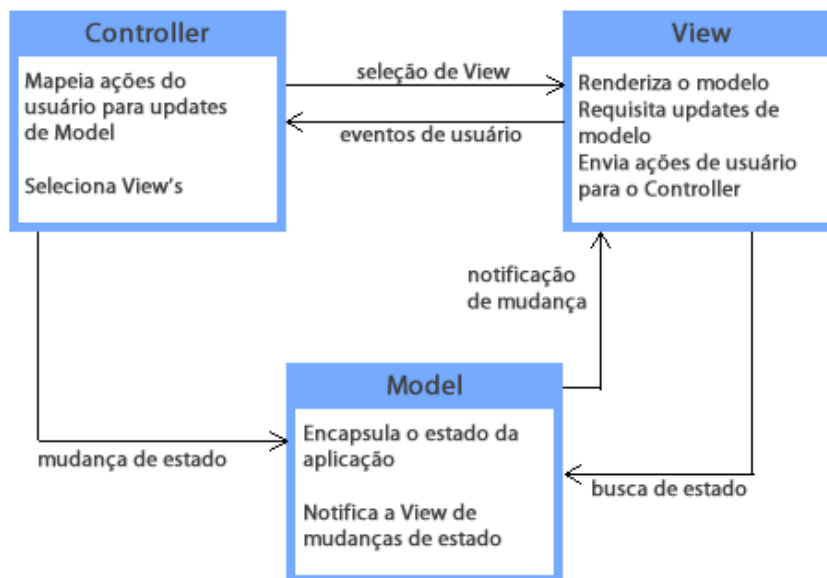 Controller
Mapeia ações do
usuário para updates
de Model
Seleciona View's
seleção de View
eventos de usuário
View
Renderiza o modelo
Requisita updates de
modelo
Envia ações de usuário
para o Controller
notificação
de mudança
mudança de estado
Model
Encapsula o estado da
aplicação
Notifica a View de
mudanças de estado
busca de estado